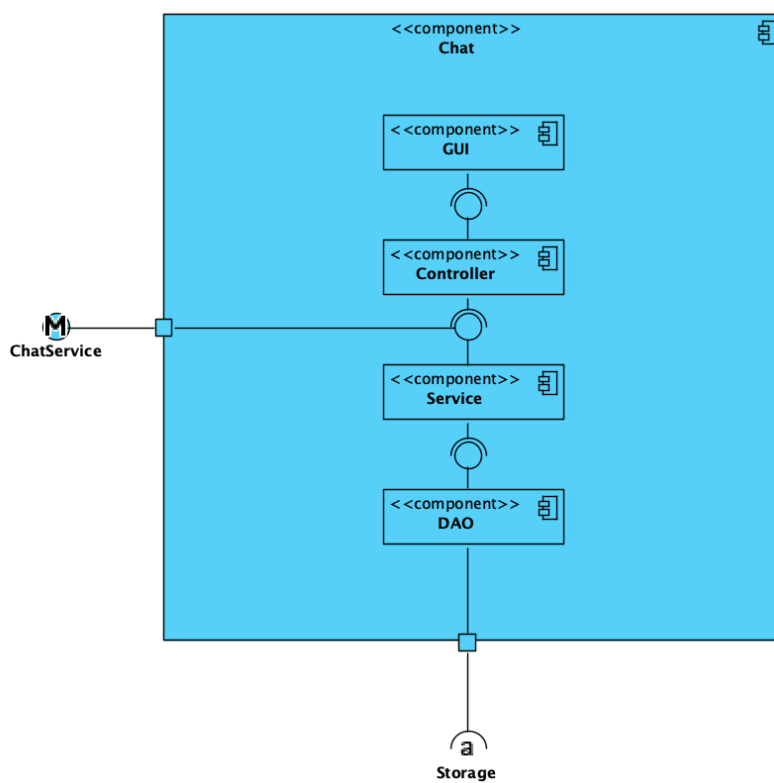 <<component>>
Chat
<<component>>
GUI
<<component>>
Controller
M
ChatService
<<component>>
Service
<<component>>
DAO
a
Storage